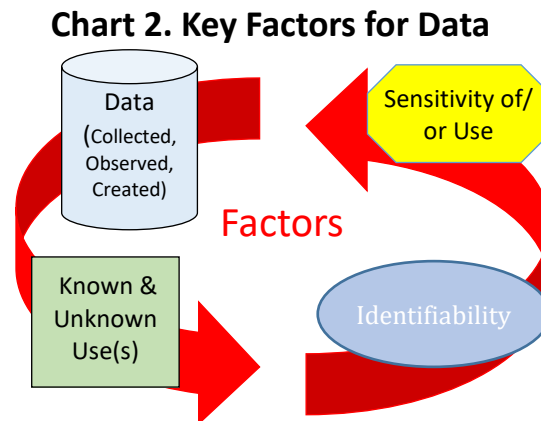 Chart 2. Key Factors for Data
Data
(Collected,
Observed,
Created)
Sensitivity of/
or Use
Factors
Known &
Unknown
Use(s)
Identifiability